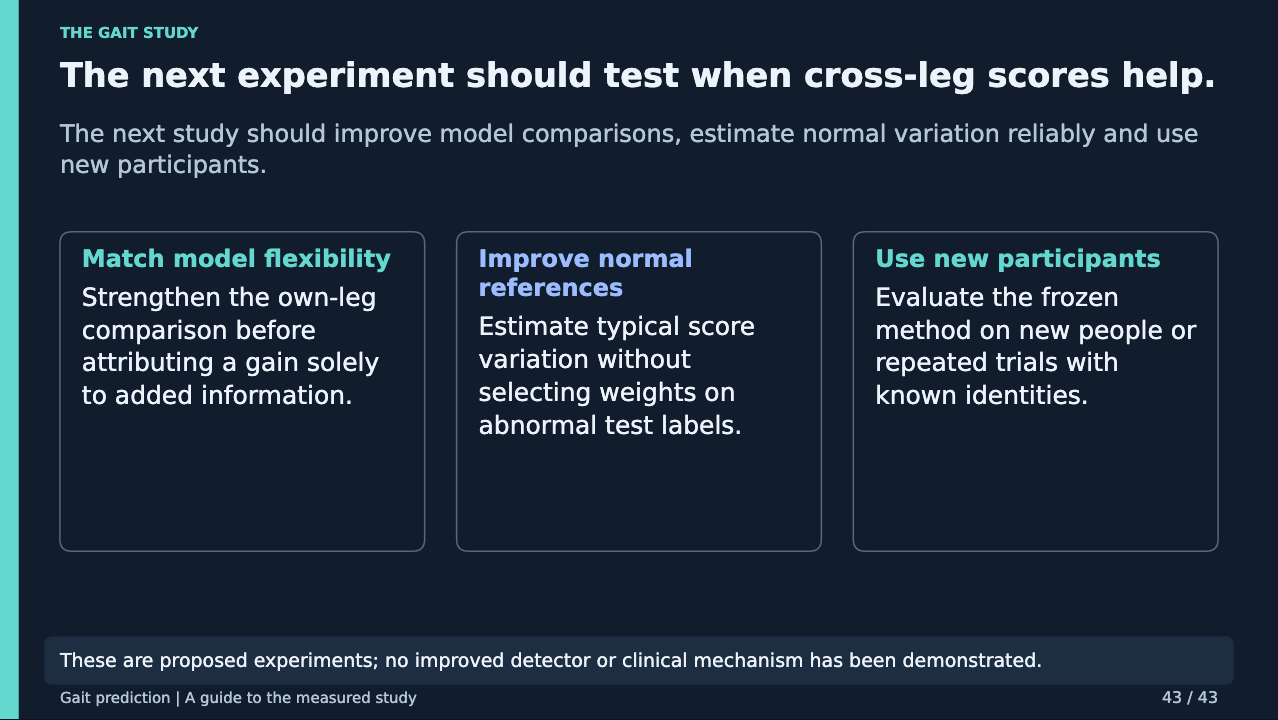 THE GAIT STUDY
The next experiment should test when cross-leg scores help.
The next study should improve model comparisons, estimate normal variation reliably and use
new participants.
Match model flexibility
Strengthen the own-leg
comparison before
attributing a gain solely
to added information.
Improve normal
references
Estimate typical score
variation without
selecting weights on
abnormal test labels.
Use new participants
Evaluate the frozen
method on new people or
repeated trials with
known identities.
These are proposed experiments; no improved detector or clinical mechanism has been demonstrated.
Gait prediction | A guide to the measured study
43 / 43